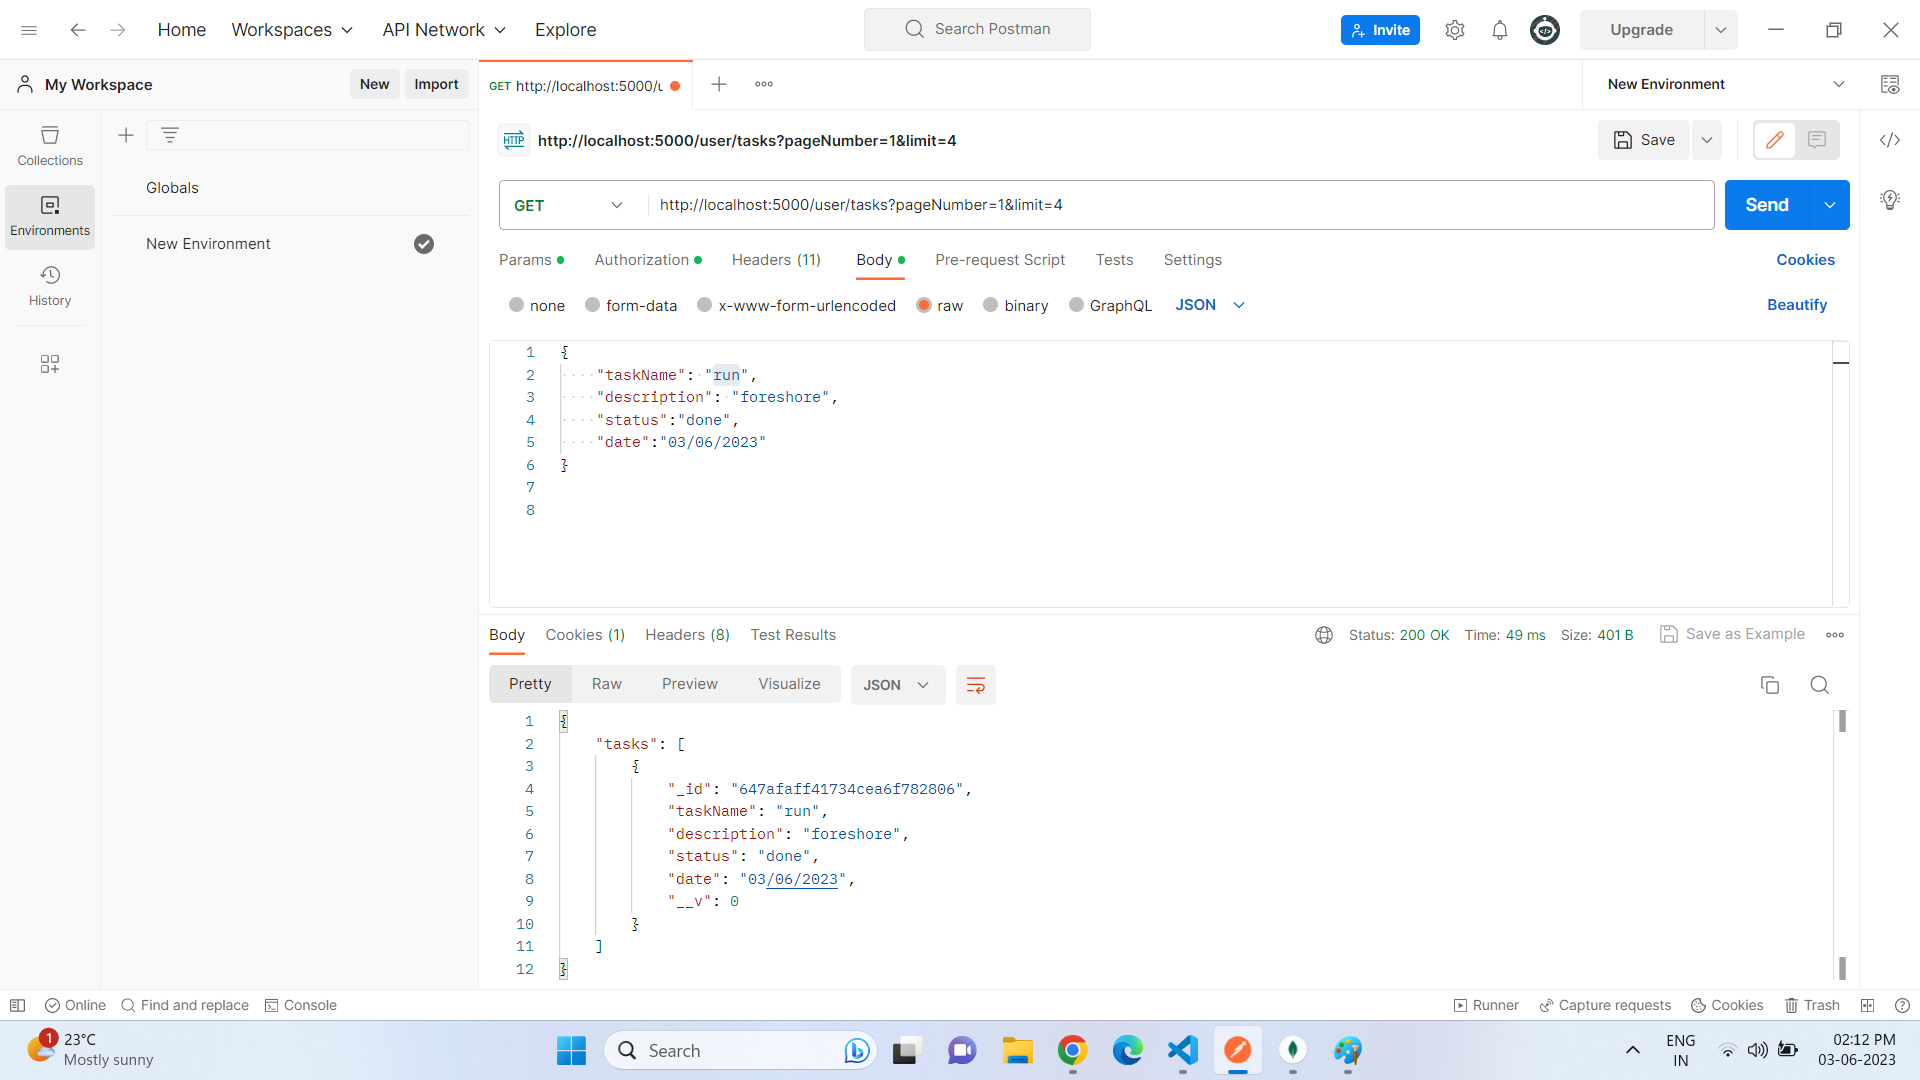 Home Workspaces API Network Explore Search Postman Invite Upgrade
My Workspace New Import GET http://localhost:5000/u New Environment
Collections
Environments
History
Globals
New Environment
HTTP http://localhost:5000/user/tasks?pageNumber=1&limit=4 Save
GET http://localhost:5000/user/tasks?pageNumber=1&limit=4 Send
Params Authorization Headers (11) Body Pre-request Script Tests Settings Cookies
none form-data x-www-form-urlencoded raw binary GraphQL JSON Beautify
1 {
2 "taskName": "run",
3 "description": "foreshore",
4 "status":"done",
5 "date":"03/06/2023"
6 }
7
8
Body Cookies (1) Headers (8) Test Results Status: 200 OK Time: 49 ms Size: 401 B Save as Example
Pretty Raw Preview Visualize JSON
1 {
2 "tasks": [
3 {
4 "_id": "647afaff41734cea6f782806",
5 "taskName": "run",
6 "description": "foreshore",
7 "status": "done",
8 "date": "03/06/2023",
9 "__v": 0
10 }
11 ]
12 }
Online Find and replace Console Runner Capture requests Cookies Trash
1 23°C
Mostly sunny
Search
ENG
IN
02:12 PM
03-06-2023